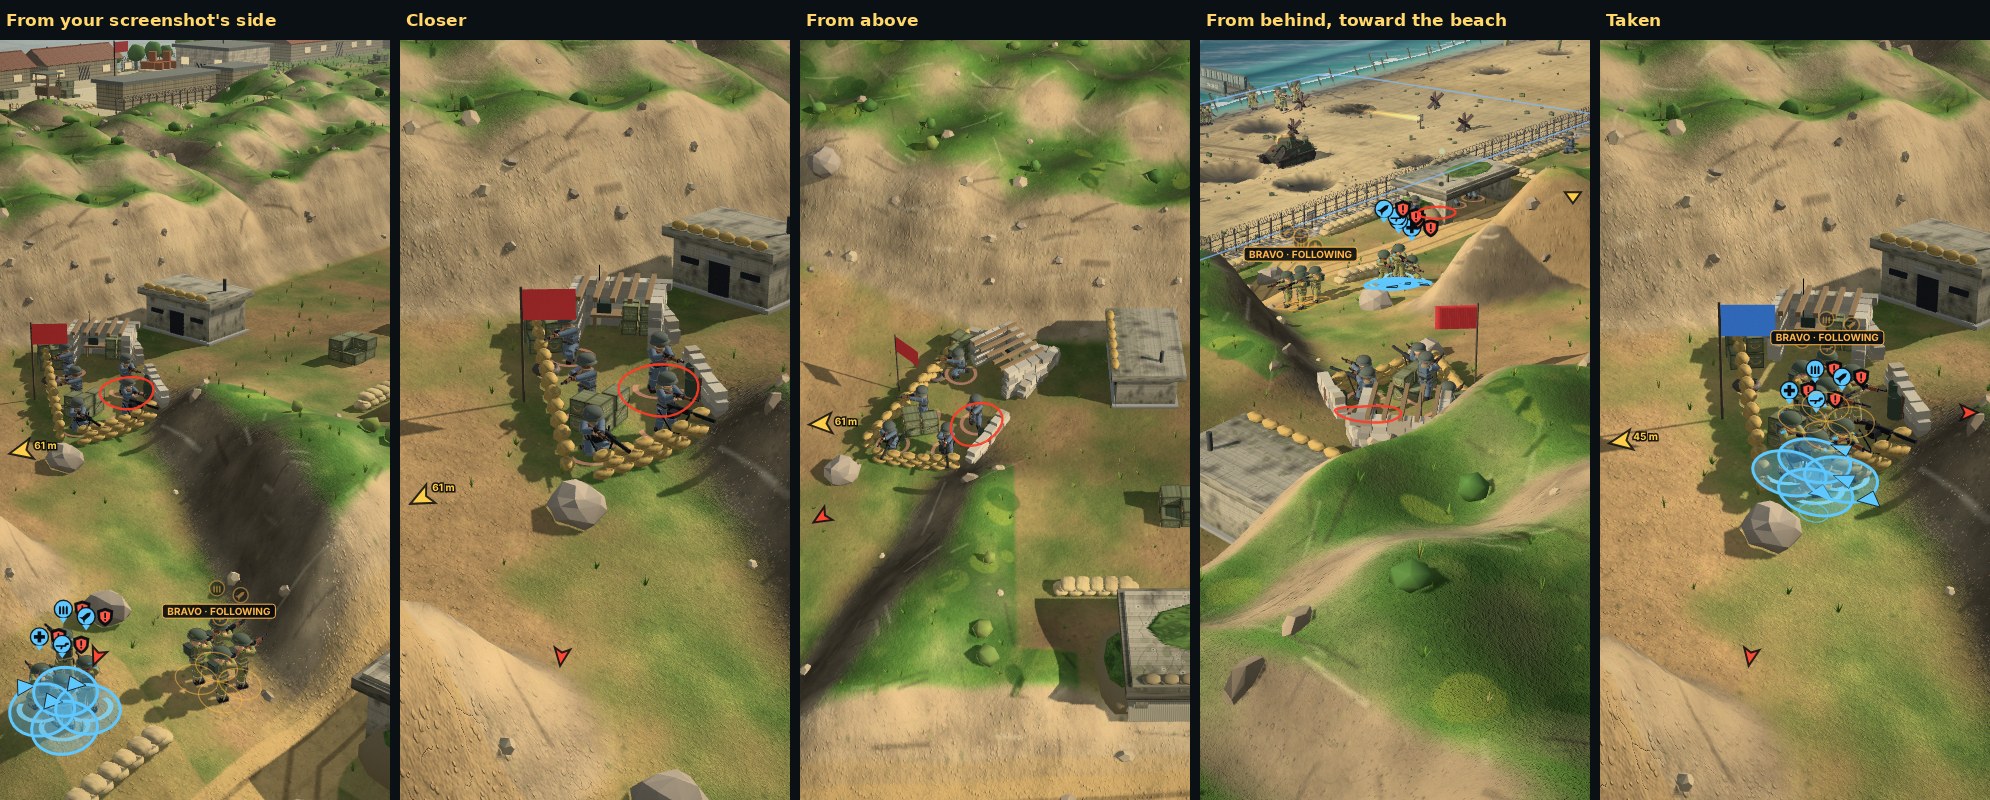 From your screenshot's side
Closer
From above
From behind, toward the beach
Taken
61 m
BRAVO · FOLLOWING
61 m
61 m
BRAVO · FOLLOWING
BRAVO · FOLLOWING
45 m